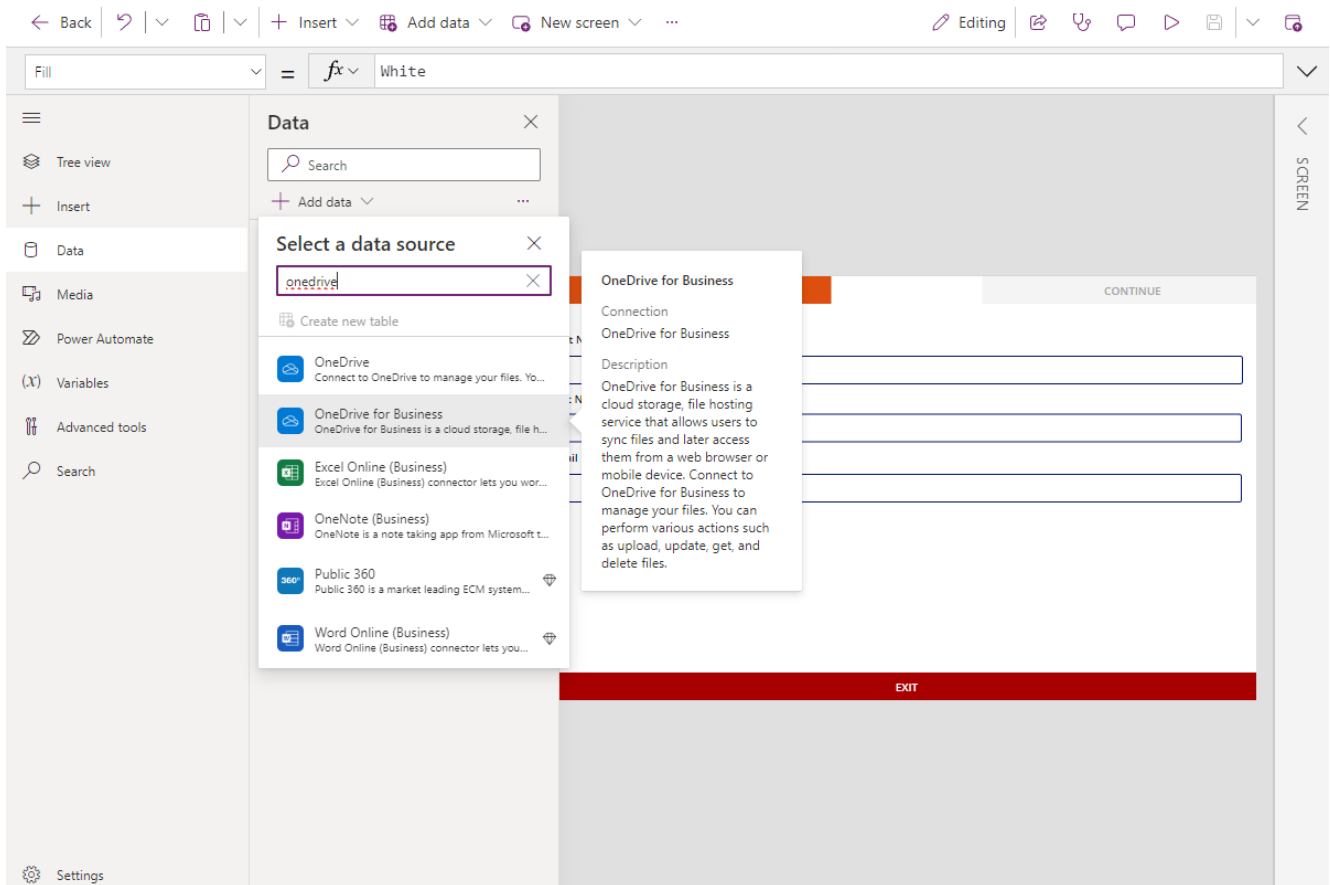 Back
Insert
Add data
New screen
...
Editing
Fill
=
fx
White
Tree view
Insert
Data
Media
Power Automate
(x)
Variables
Advanced tools
Search
Settings
Data
Search
Add data
...
Select a data source
onedrive
Create new table
OneDrive
Connect to OneDrive to manage your files. Yo...
OneDrive for Business
OneDrive for Business is a cloud storage, file h...
Excel Online (Business)
Excel Online (Business) connector lets you wor...
OneNote (Business)
OneNote is a note taking app from Microsoft t...
360°
Public 360
Public 360 is a market leading ECM system...
Word Online (Business)
Word Online (Business) connector lets you...
OneDrive for Business
Connection
OneDrive for Business
Description
OneDrive for Business is a
cloud storage, file hosting
service that allows users to
sync files and later access
them from a web browser or
mobile device. Connect to
OneDrive for Business to
manage your files. You can
perform various actions such
as upload, update, get, and
delete files.
CONTINUE
EXIT
SCREEN